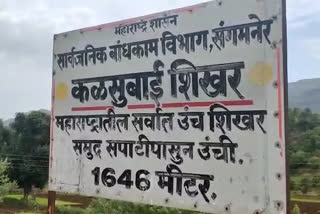 महाराष्ट्र शासन
सार्वजनिक बांधकाम विभाग, संगमनेर
कळसुबाई शिखर
महाराष्ट्रातील सर्वात उंच शिखर
समुद्र सपाटीपासुन उंची.
1646 मीटर.